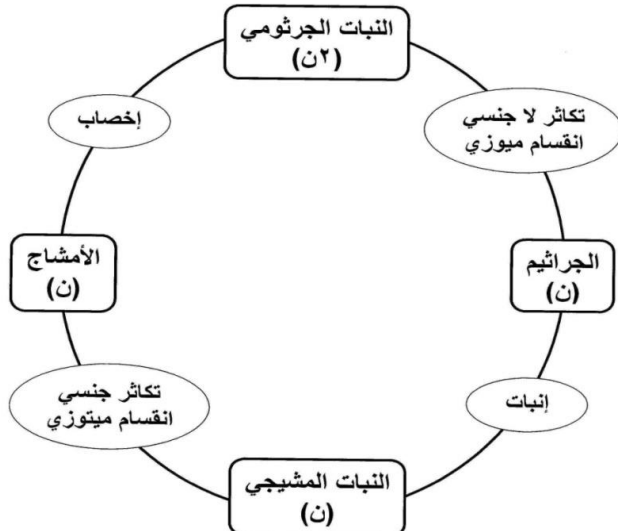 النبات الجرثومي
(٢ن)
تكاثر لا جنسي
انقسام ميوزي
إخصاب
الجراثيم
(ن)
الأمشاج
(ن)
إنبات
تكاثر جنسي
انقسام ميتوزي
النبات المشيجي
(ن)